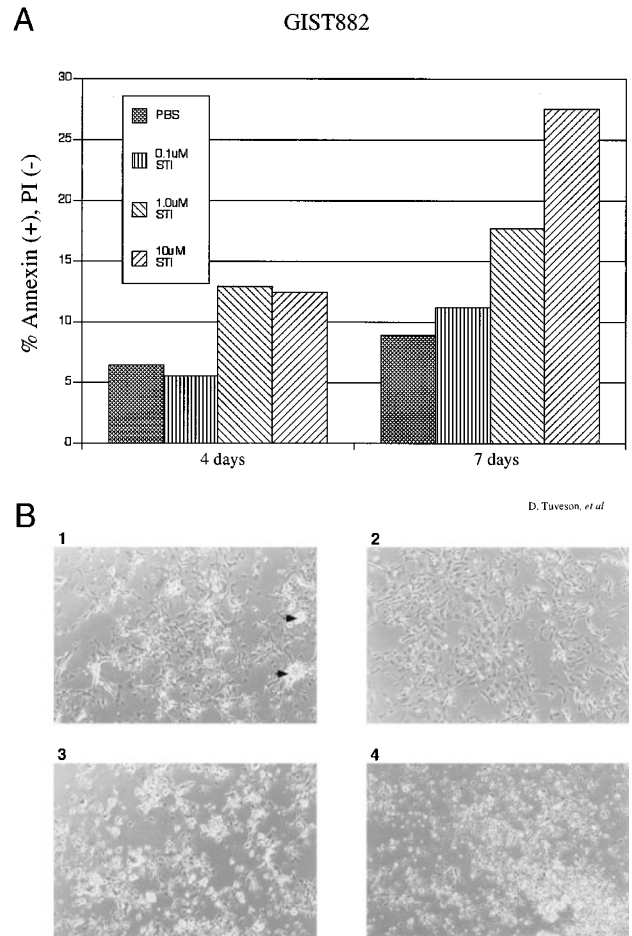 A
GIST882
% Annexin (+), PI (-)
30
25
20
15
10
5
0
PBS
0.1uM
STI
1.0uM
STI
10uM
STI
4 days
7 days
D. Tuveson, et al
B
1
2
3
4